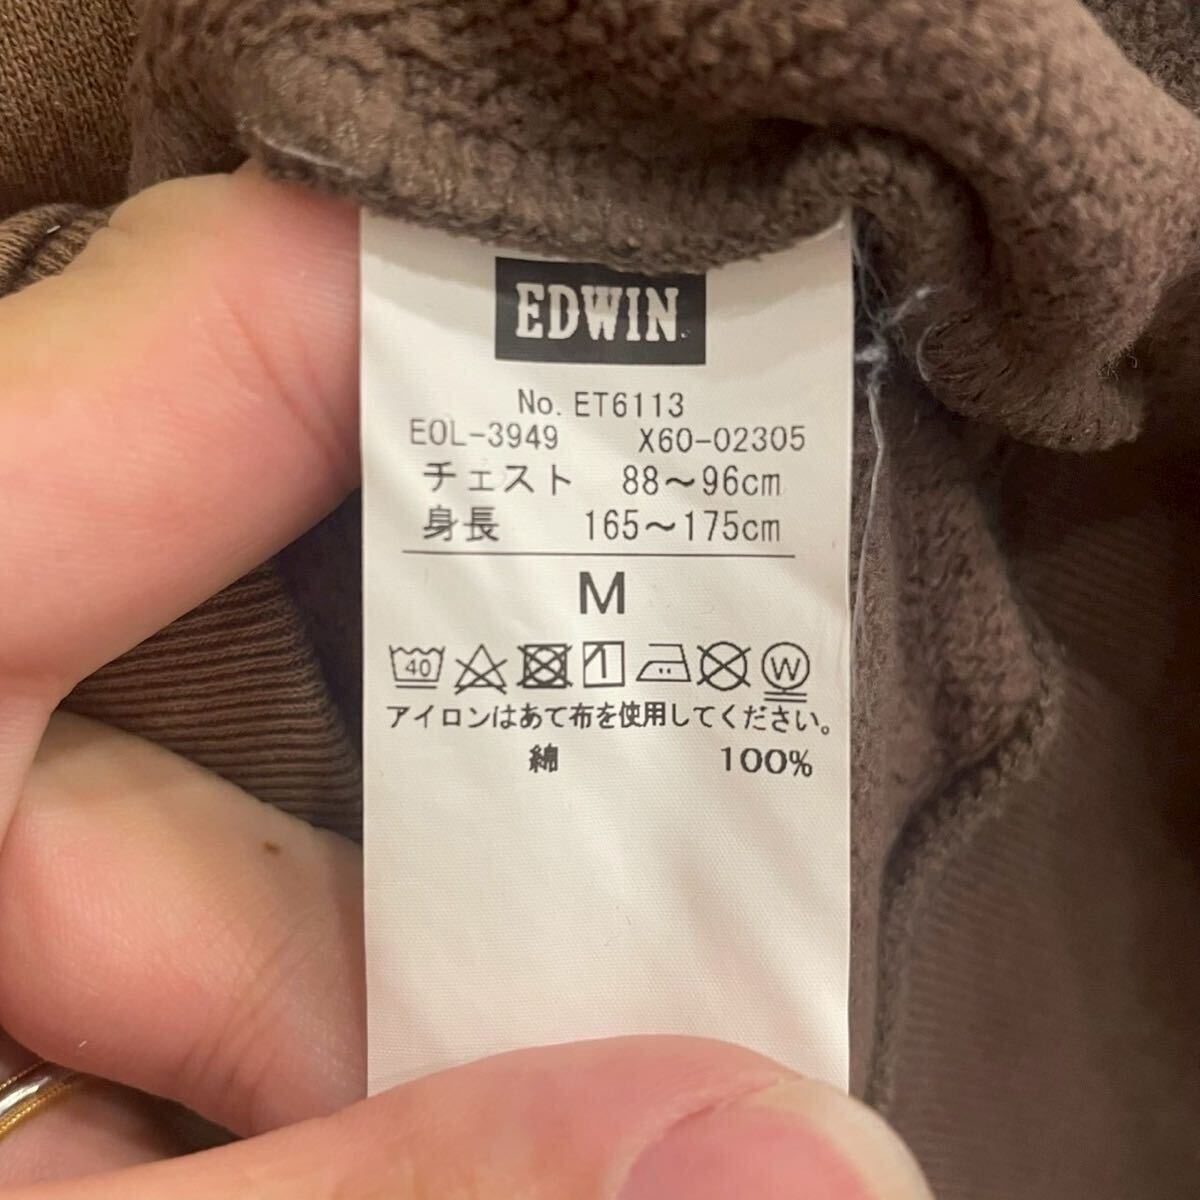 EDWIN
No. ET6113
EOL-3949 X60-02305
チェスト 88～96cm
身長 165～175cm
M
40 W
アイロンはあて布を使用してください。
綿 100%